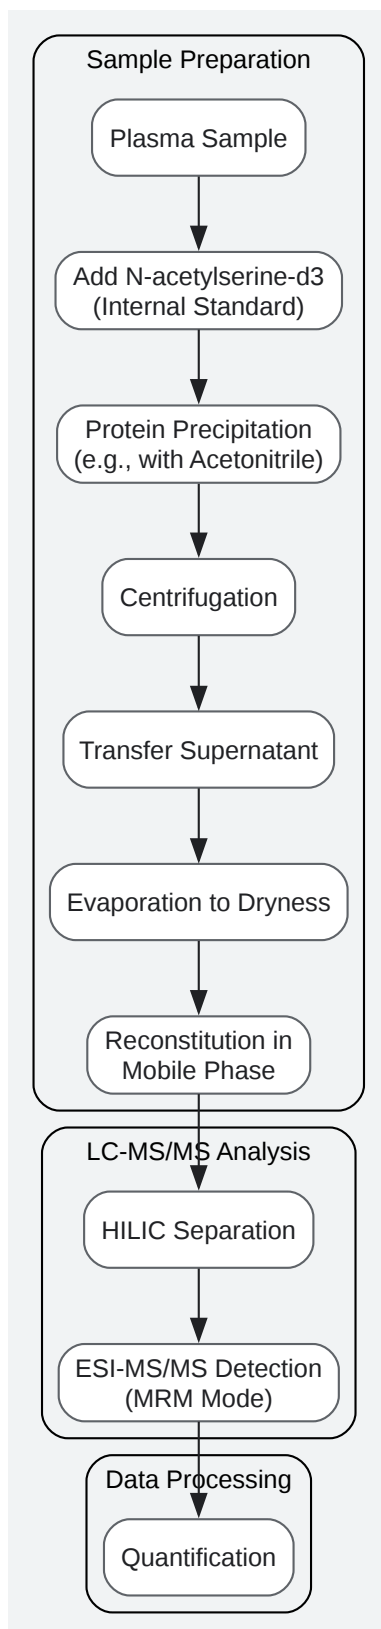 Sample Preparation
Plasma Sample
Add N-acetylserine-d3
(Internal Standard)
Protein Precipitation
(e.g., with Acetonitrile)
Centrifugation
Transfer Supernatant
Evaporation to Dryness
Reconstitution in
Mobile Phase
LC-MS/MS Analysis
HILIC Separation
ESI-MS/MS Detection
(MRM Mode)
Data Processing
Quantification